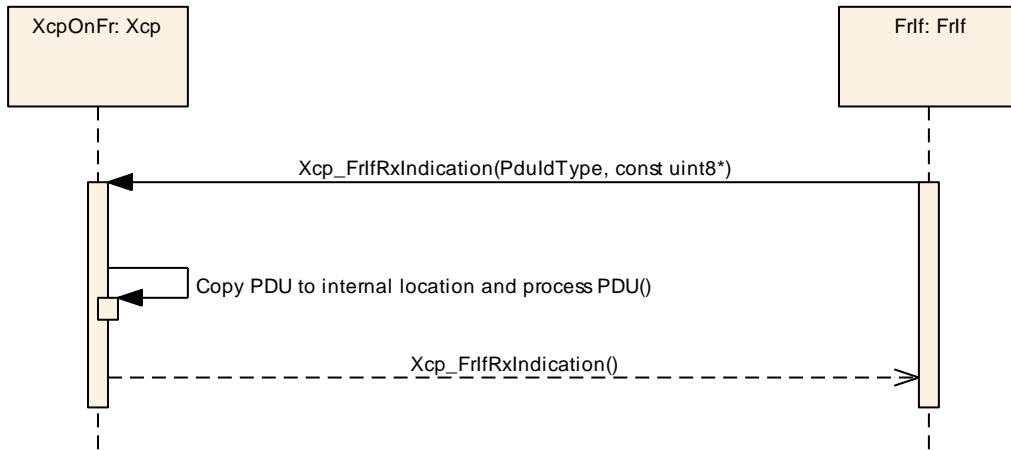 XcpOnFr: Xcp
FrIf: FrIf
Xcp_FrIfRxIndication(PduIdType, const uint8*)
Copy PDU to internal location and process PDU()
Xcp_FrIfRxIndication()